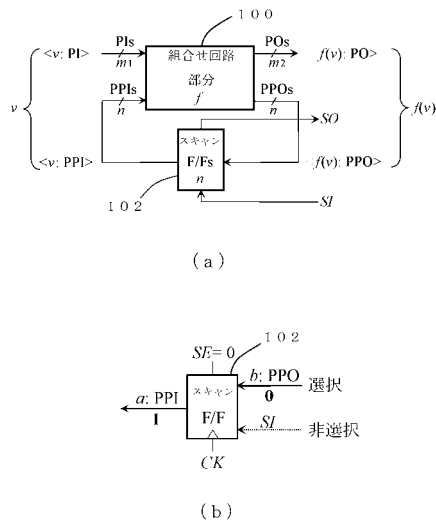 １００
<v: PI>
PIs
m1
組合せ回路
部分
f
POs
m2
f(v): PO>
v
f(v)
PPIs
n
PPOs
n
SO
<v: PPI>
スキャン
F/Fs
n
<f(v): PPO>
１０２
SI
（a）
１０２
SE= 0
a: PPI
1
スキャン
F/F
CK
b: PPO
0
選択
SI
非選択
（b）